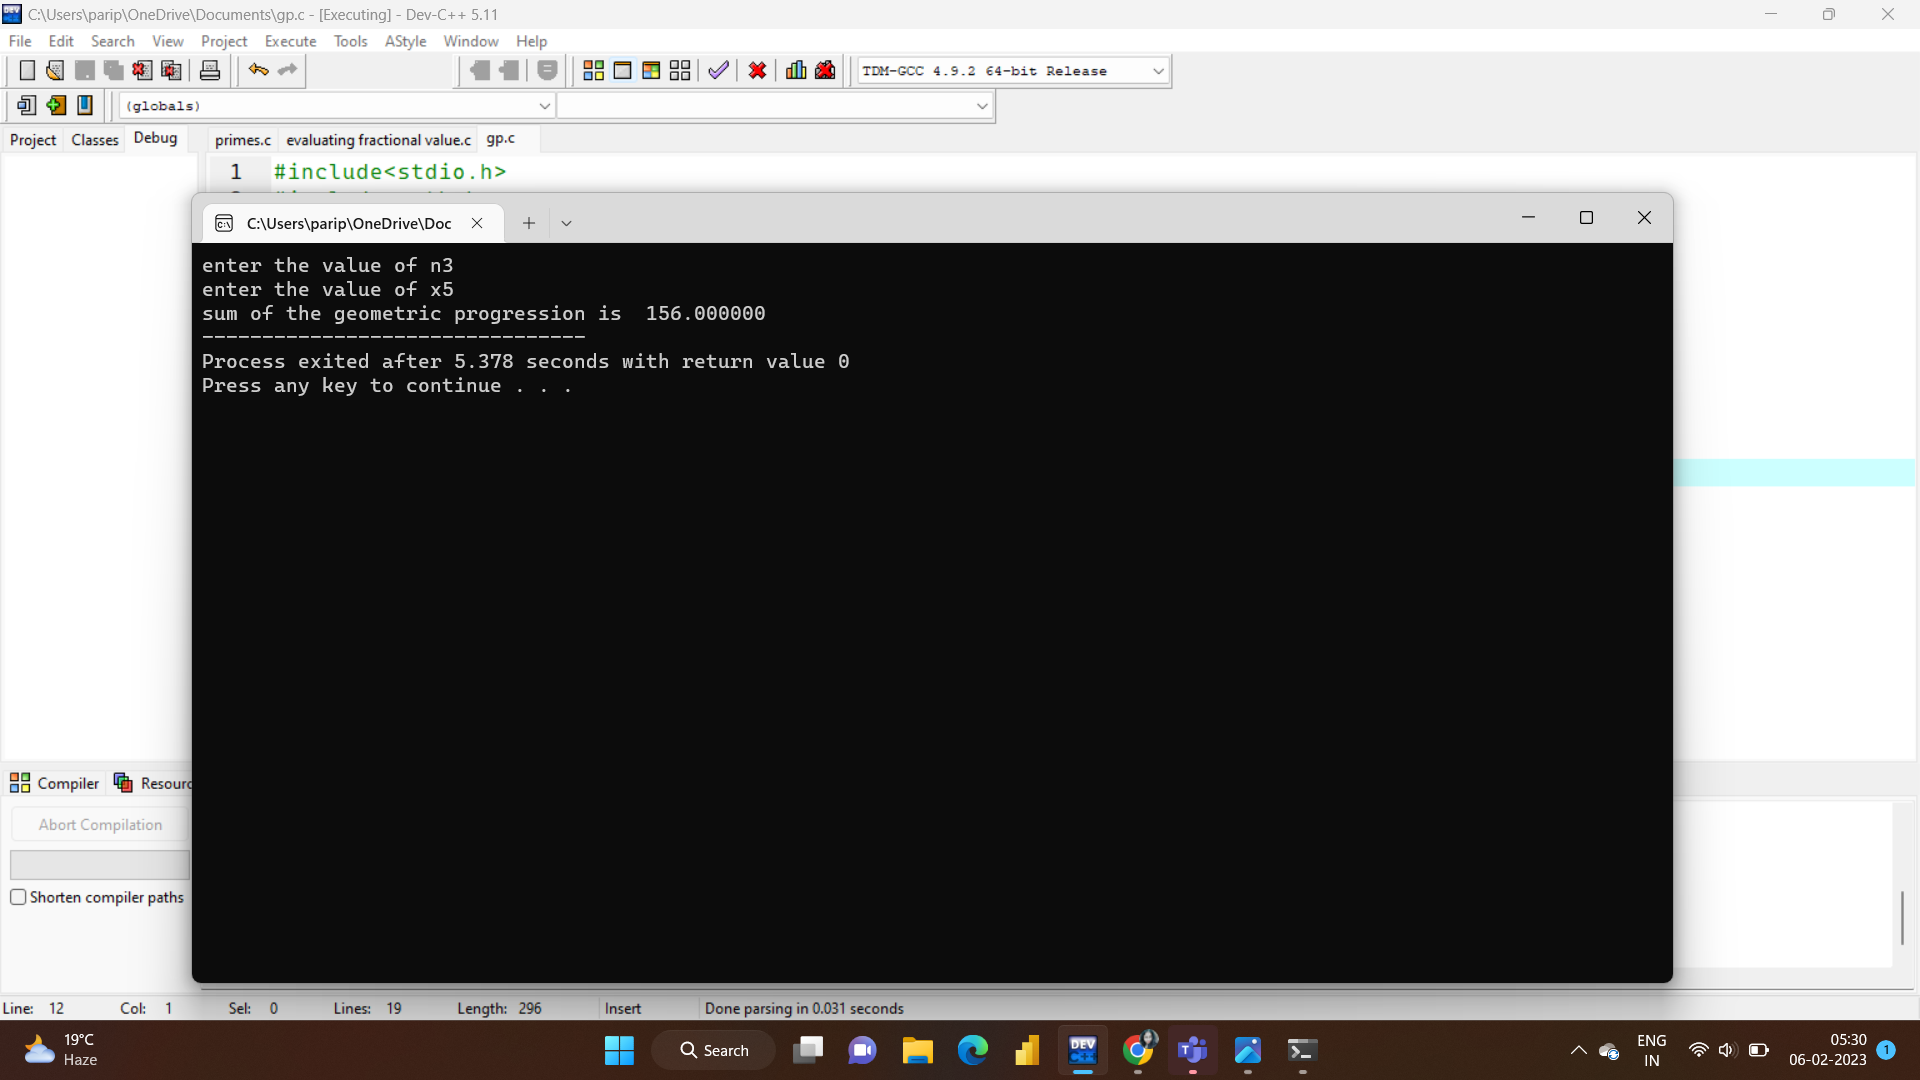 C:\Users\parip\OneDrive\Documents\gp.c - [Executing] - Dev-C++ 5.11
File Edit Search View Project Execute Tools AStyle Window Help
TDM-GCC 4.9.2 64-bit Release
(globals)
Project Classes Debug primes.c evaluating fractional value.c gp.c
1 #include<stdio.h>
C:\Users\parip\OneDrive\Doc
enter the value of n3
enter the value of x5
sum of the geometric progression is  156.000000
--------------------------------
Process exited after 5.378 seconds with return value 0
Press any key to continue . . .
Compiler Resourc
Abort Compilation
Shorten compiler paths
Line: 12 Col: 1 Sel: 0 Lines: 19 Length: 296 Insert Done parsing in 0.031 seconds
19°C
Haze
Search
DEV
C++
ENG
IN
05:30
06-02-2023
1